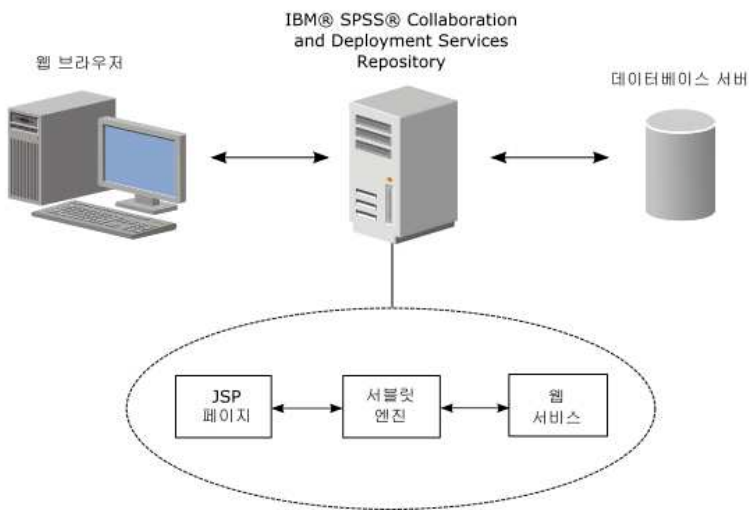 IBM® SPSS® Collaboration
and Deployment Services
Repository
웹 브라우저
데이터베이스 서버
JSP
페이지
서블릿
엔진
웹
서비스